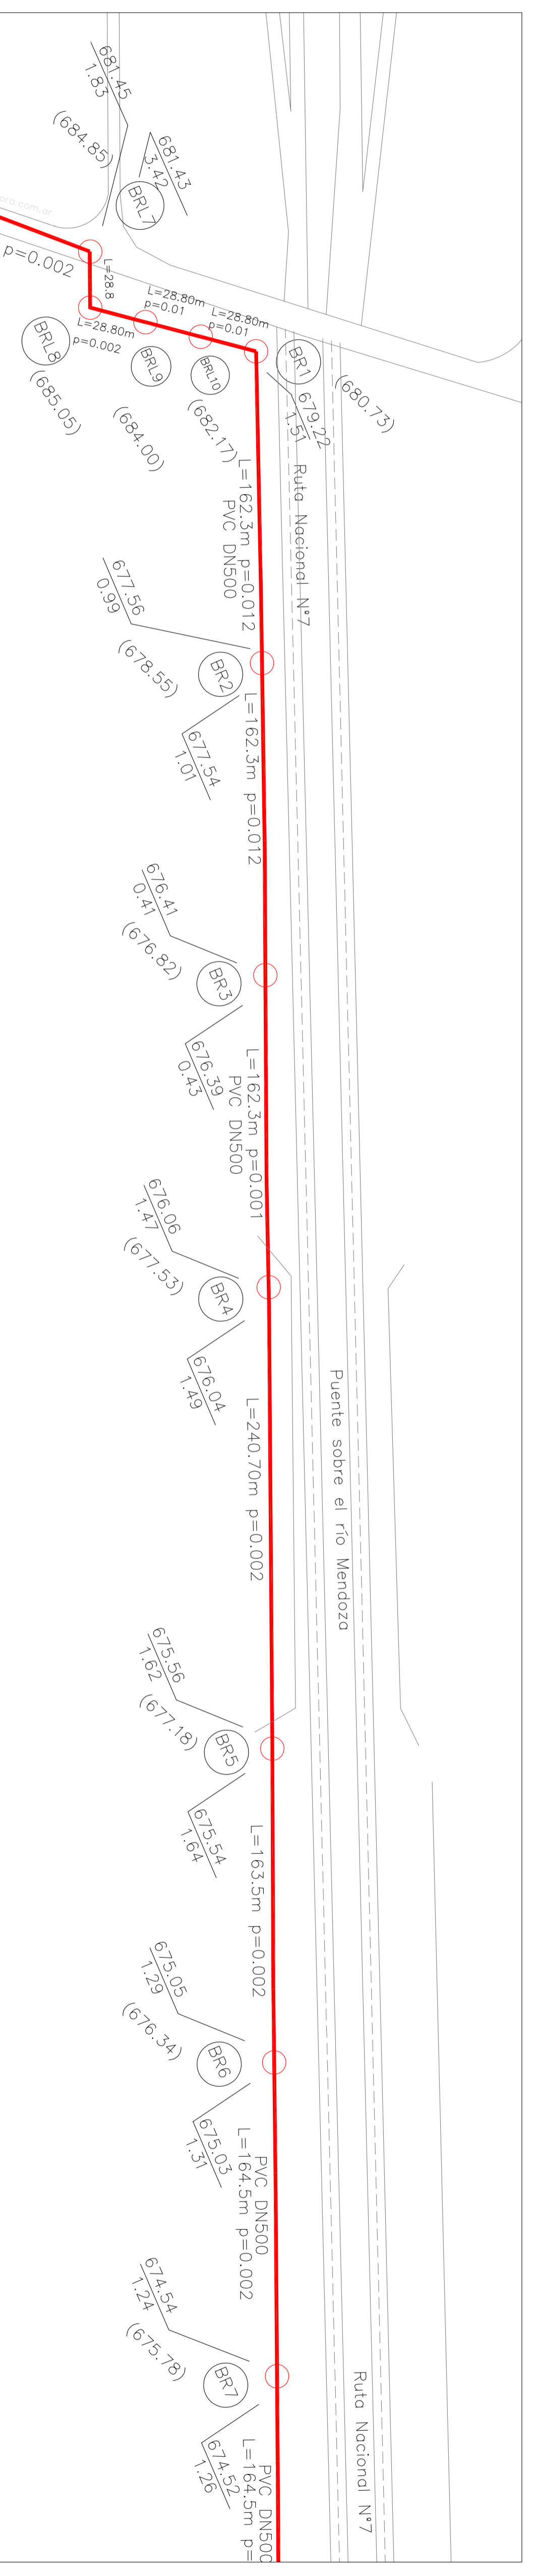 681.45
1.83
(684.85)
681.43
3.42
BRL7
ora.com.ar
p=0.002
L=28.8
L=28.80m
p=0.01
L=28.80m
p=0.01
L=28.80m
p=0.002
BRL8
(685.05)
BRL9
(684.00)
BRL10
(682.17)
BR1
(680.73)
679.22
1.51
Ruta Nacional N°7
L=162.3m p=0.012
PVC DN500
677.56
0.99
(678.55)
BR2
677.54
1.01
L=162.3m p=0.012
676.41
0.41
(676.82)
BR3
676.39
0.43
L=162.3m p=0.001
PVC DN500
676.06
1.47
(677.53)
BR4
676.04
1.49
L=240.70m p=0.002
Puente sobre el río Mendoza
675.56
1.62
(677.18)
BR5
675.54
1.64
L=163.5m p=0.002
675.05
1.29
(676.34)
BR6
675.03
1.31
PVC DN500
L=164.5m p=0.002
674.54
1.24
(675.78)
BR7
674.52
1.26
PVC DN500
L=164.5m p=
Ruta Nacional N°7